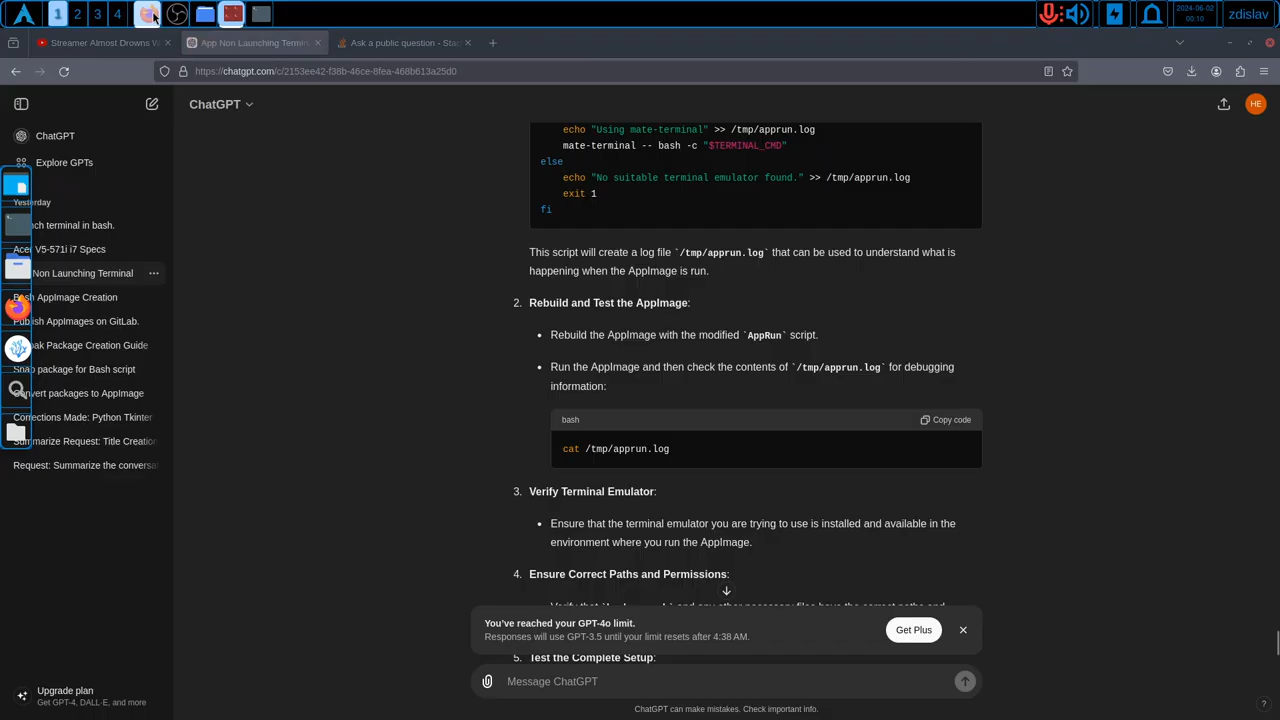 1 2 3 4
2024-06-02
00:10
zdislav
Streamer Almost Drowns W
App Non Launching Termin
Ask a public question - Stac
https://chatgpt.com/c/2153ee42-f38b-46ce-8fea-468b613a25d0
ChatGPT
HE
ChatGPT
Explore GPTs
Yesterday
nch terminal in bash.
Acer V5-571i i7 Specs
Non Launching Terminal
Bash AppImage Creation
Publish AppImages on GitLab.
Package Creation Guide
Snap package for Bash script
Convert packages to AppImage
Corrections Made: Python Tkinter
Summarize Request: Title Creation
Request: Summarize the conversat
Upgrade plan
Get GPT-4, DALL·E, and more
echo "Using mate-terminal" >> /tmp/apprun.log
mate-terminal -- bash -c "$TERMINAL_CMD"
else
echo "No suitable terminal emulator found." >> /tmp/apprun.log
exit 1
fi
This script will create a log file `/tmp/apprun.log` that can be used to understand what is
happening when the AppImage is run.
2. Rebuild and Test the AppImage:
• Rebuild the AppImage with the modified `AppRun` script.
• Run the AppImage and then check the contents of `/tmp/apprun.log` for debugging
information:
bash
Copy code
cat /tmp/apprun.log
3. Verify Terminal Emulator:
• Ensure that the terminal emulator you are trying to use is installed and available in the
environment where you run the AppImage.
4. Ensure Correct Paths and Permissions:
You've reached your GPT-4o limit.
Responses will use GPT-3.5 until your limit resets after 4:38 AM.
Get Plus
5. Test the Complete Setup:
Message ChatGPT
ChatGPT can make mistakes. Check important info.
?